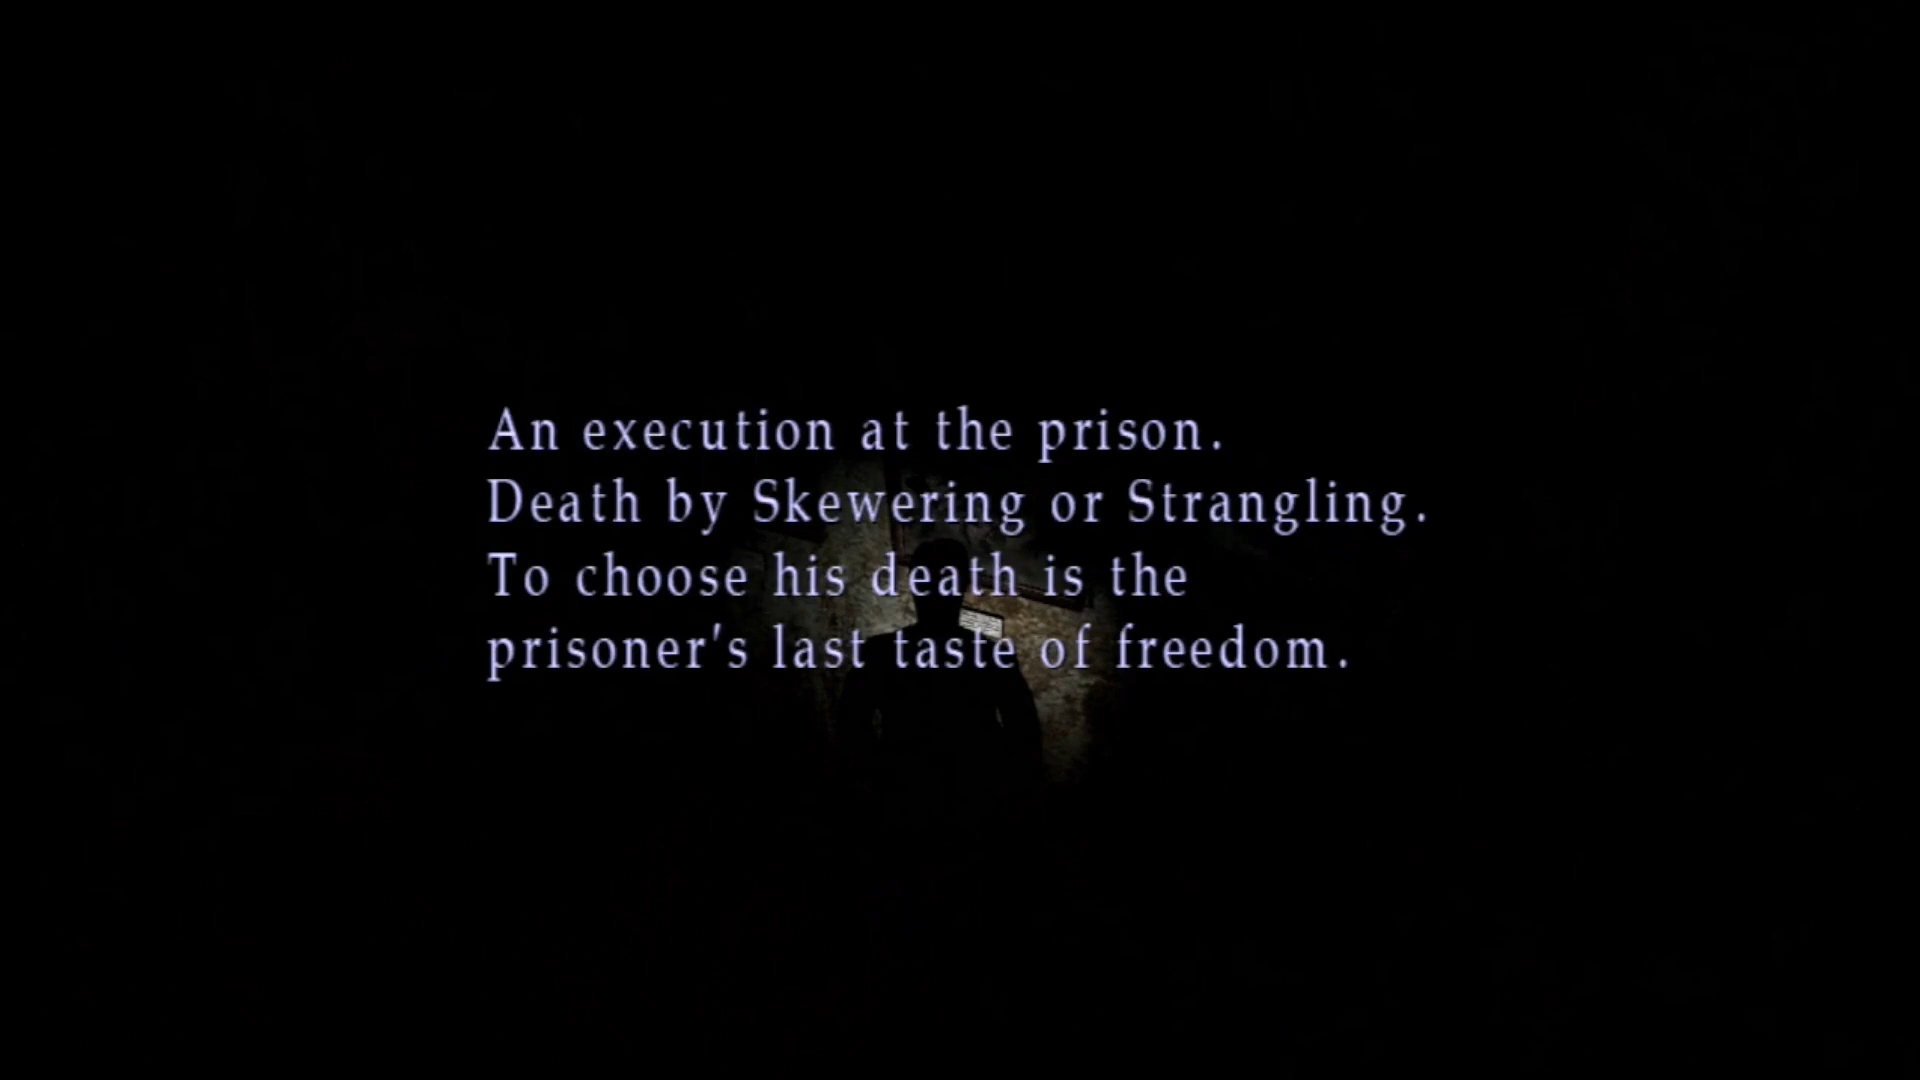 An execution at the prison.
Death by Skewering or Strangling.
To choose his death is the
prisoner's last taste of freedom.